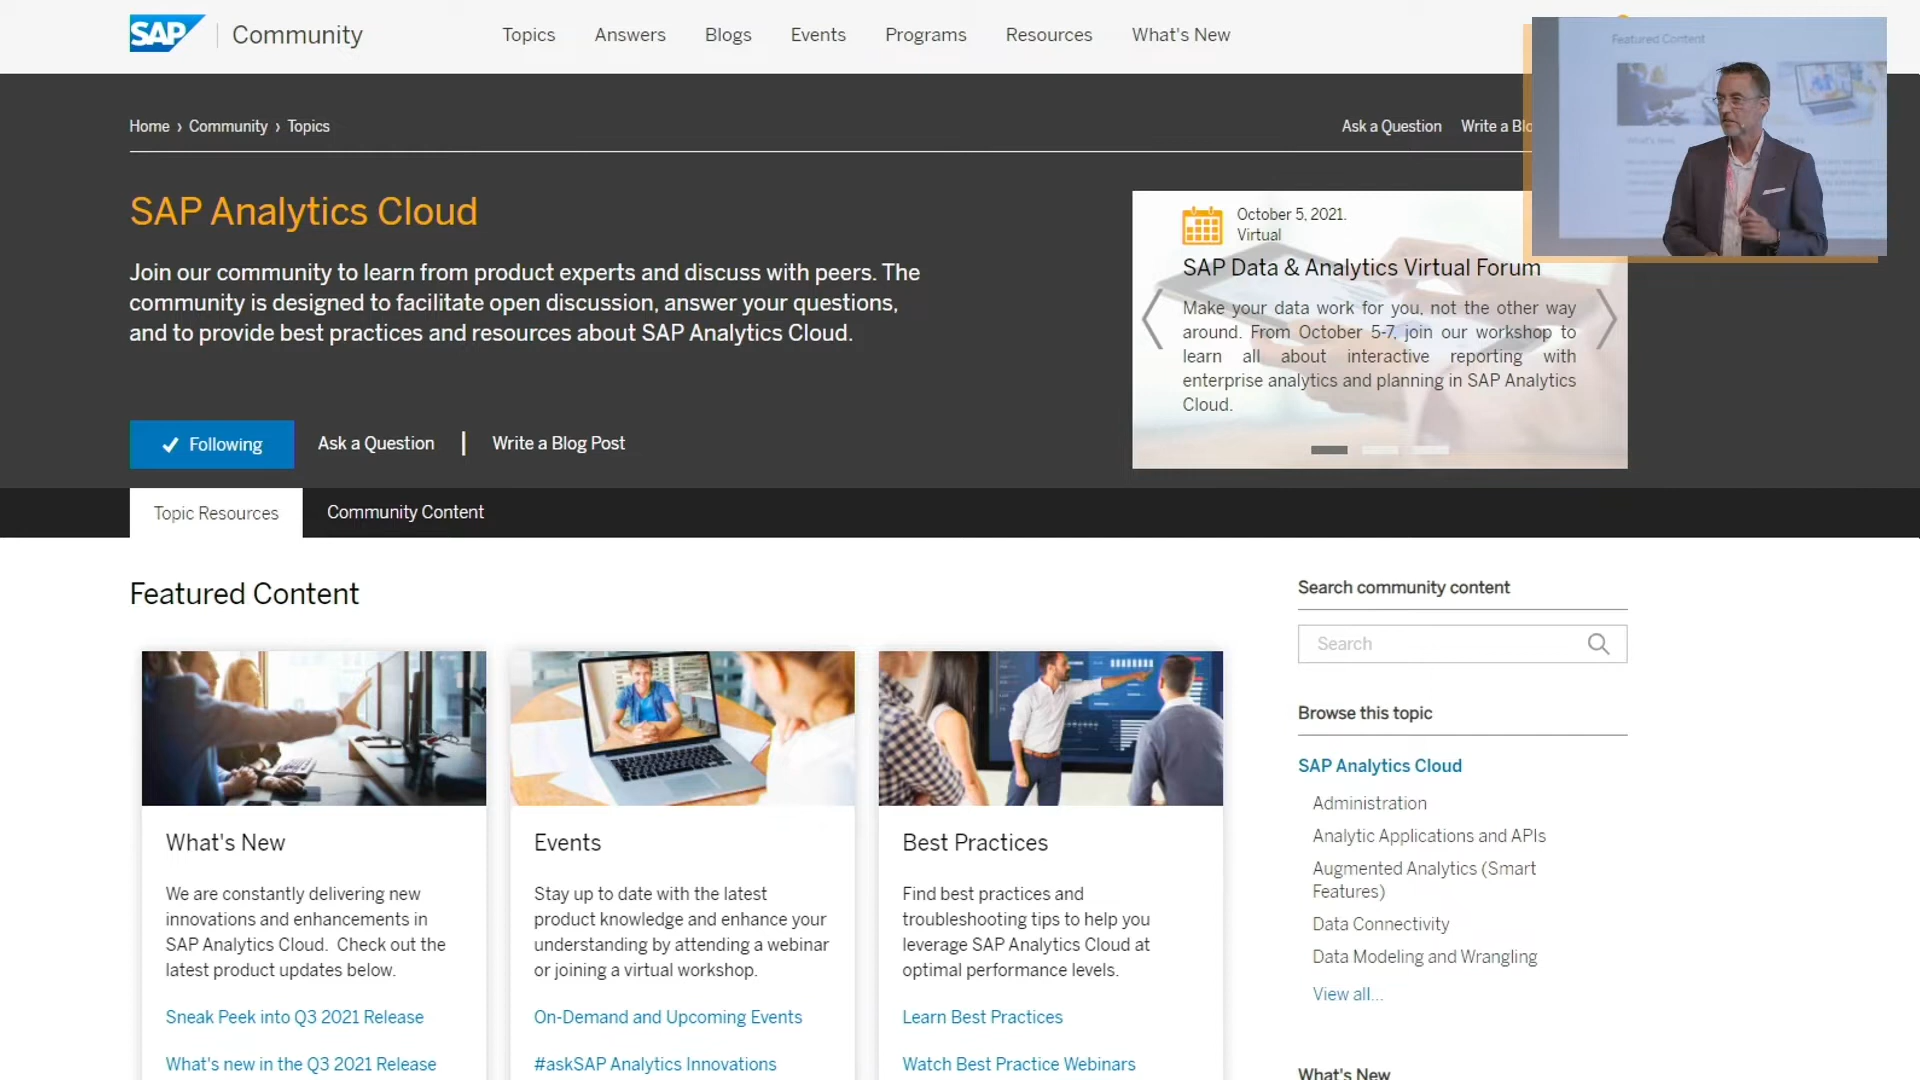 SAP Community
Topics Answers Blogs Events Programs Resources What's New
Home › Community › Topics
Ask a Question Write a
SAP Analytics Cloud
Join our community to learn from product experts and discuss with peers. The
community is designed to facilitate open discussion, answer your questions,
and to provide best practices and resources about SAP Analytics Cloud.
Following
Ask a Question | Write a Blog Post
October 5, 2021.
Virtual
SAP Data & Analytics Virtual Forum
Make your data work for you, not the other way
around. From October 5-7, join our workshop to
learn all about interactive reporting with
enterprise analytics and planning in SAP Analytics
Cloud.
Featured Content
Topic Resources
Community Content
Featured Content
What's New
We are constantly delivering new
innovations and enhancements in
SAP Analytics Cloud. Check out the
latest product updates below.
Sneak Peek into Q3 2021 Release
What's new in the Q3 2021 Release
Events
Stay up to date with the latest
product knowledge and enhance your
understanding by attending a webinar
or joining a virtual workshop.
On-Demand and Upcoming Events
#askSAP Analytics Innovations
Best Practices
Find best practices and
troubleshooting tips to help you
leverage SAP Analytics Cloud at
optimal performance levels.
Learn Best Practices
Watch Best Practice Webinars
Search community content
Search
Browse this topic
SAP Analytics Cloud
Administration
Analytic Applications and APIs
Augmented Analytics (Smart
Features)
Data Connectivity
Data Modeling and Wrangling
View all...
What's New